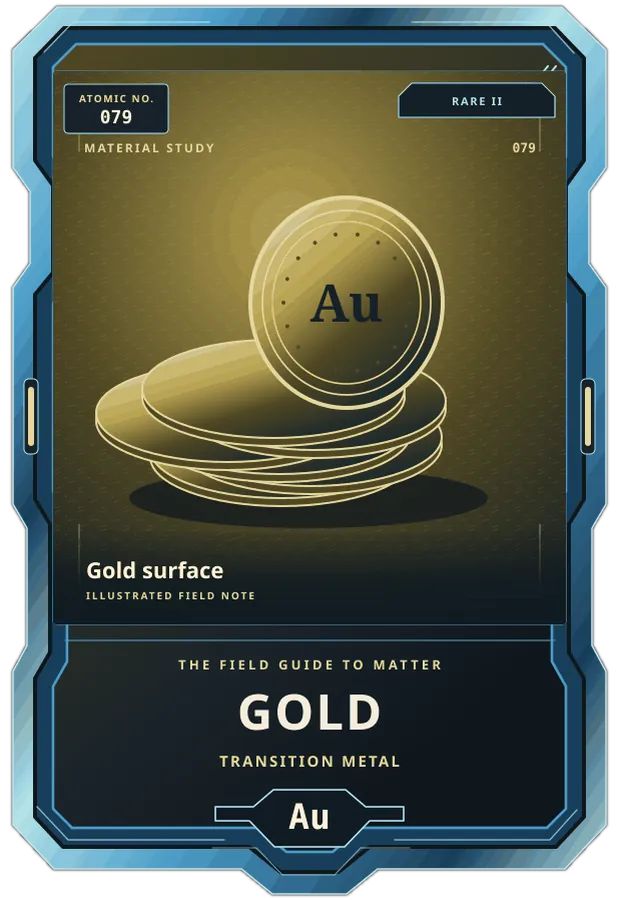 ATOMIC NO.
079
RARE II
MATERIAL STUDY
079
Au
Gold surface
ILLUSTRATED FIELD NOTE
THE FIELD GUIDE TO MATTER
GOLD
TRANSITION METAL
Au